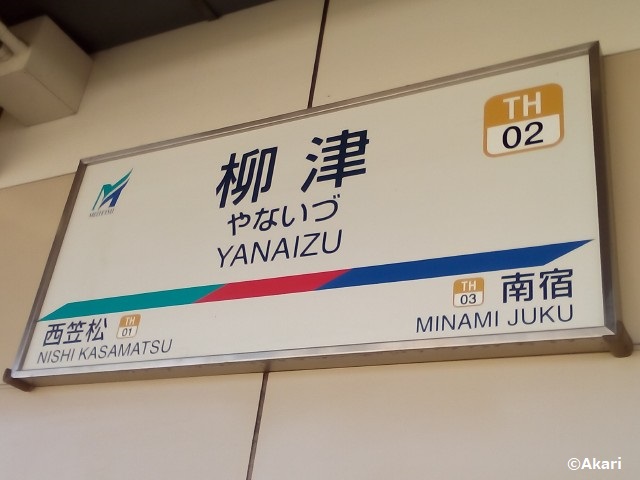 MEITETSU
TH
02
柳津
やないづ
YANAIZU
西笠松
TH
01
NISHI KASAMATSU
TH
03
南宿
MINAMI JUKU
©Akari